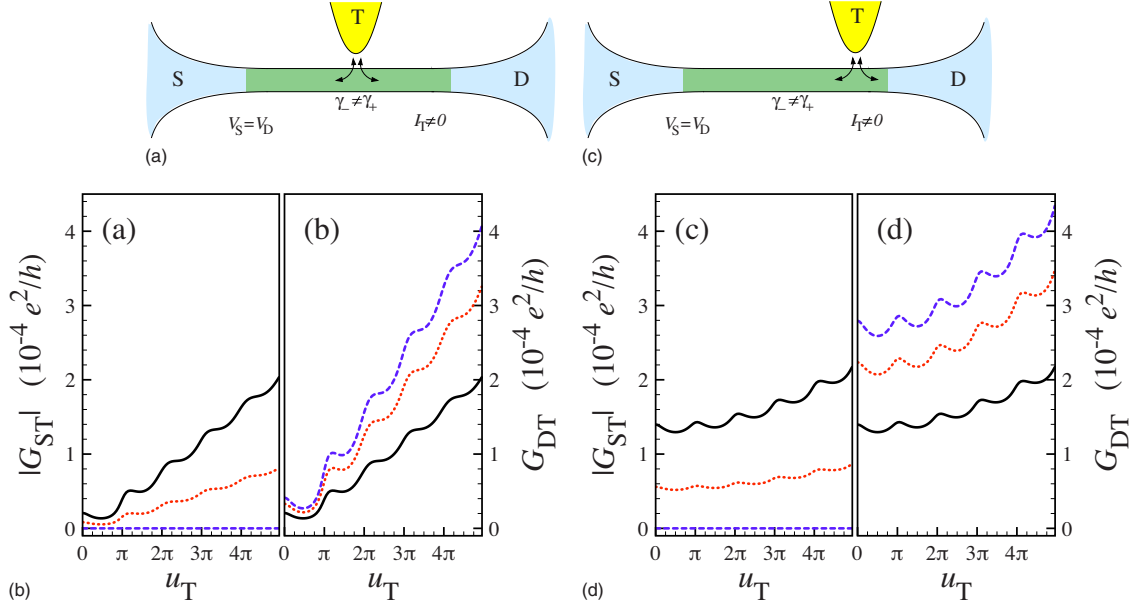 T
S
D
γ₋≠γ₊
V_S=V_D
I_T≠0
(a)
T
S
D
γ₋≠γ₊
V_S=V_D
I_T≠0
(c)
|G_ST| (10⁻⁴ e²/h)
4
3
2
1
0
(a)
(b)
4
3
2
1
0
G_DT (10⁻⁴ e²/h)
0 π 2π 3π 4π
0 π 2π 3π 4π
u_T
u_T
(b)
|G_ST| (10⁻⁴ e²/h)
4
3
2
1
0
(c)
(d)
4
3
2
1
0
G_DT (10⁻⁴ e²/h)
0 π 2π 3π 4π
0 π 2π 3π 4π
u_T
u_T
(d)